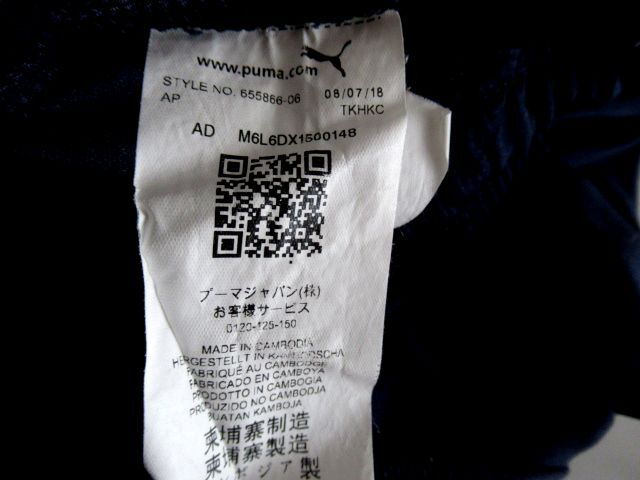 www.puma.com
STYLE NO. 655866-06 08/07/18
AP TKHKC
AD M6L6DX1500148
プーマジャパン(株)
お客様サービス
0120-125-150
MADE IN CAMBODIA
HERGESTELLT IN KAMBODSCHA
FABRIQUÉ AU CAMBODGE
FABRICADO EN CAMBOYA
PRODOTTO IN CAMBOGIA
PRODUZIDO NO CAMBODJA
BUATAN KAMBOJA
柬埔寨制造
柬埔寨製造
カンボジア製